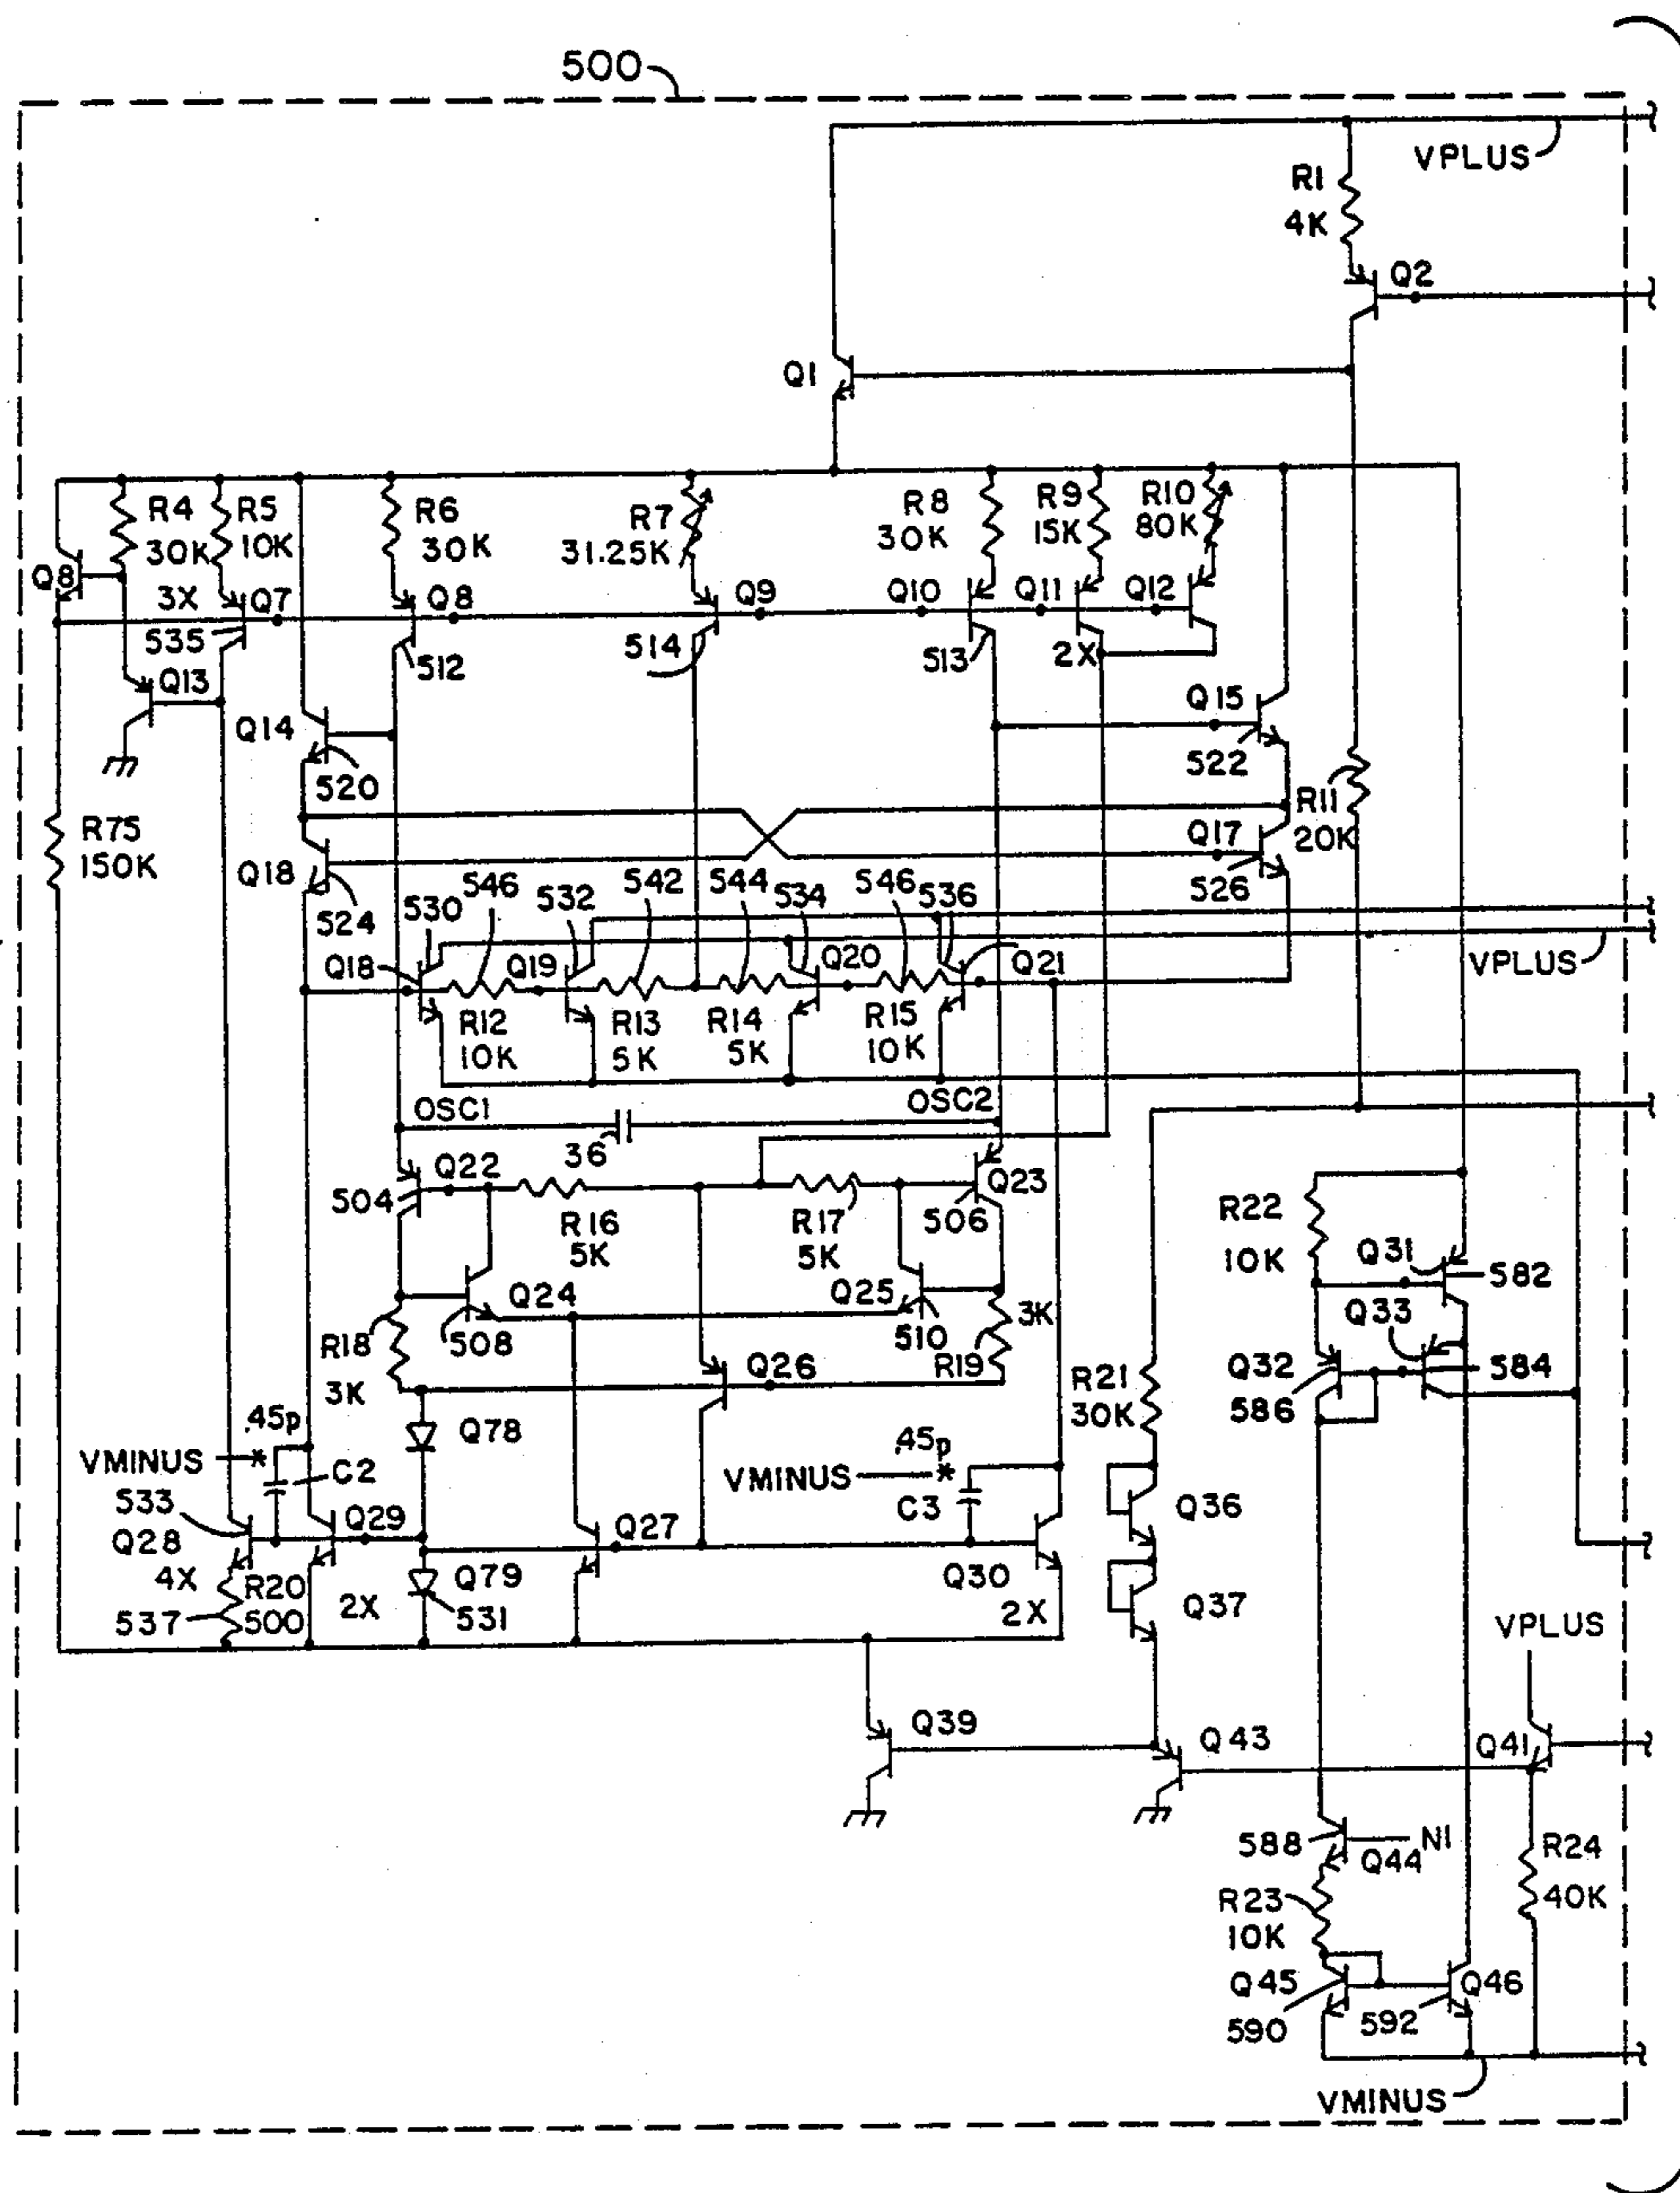 500
VPLUS
R1
4K
Q2
Q1
R4
30K
R5
10K
R6
30K
R7
31.25K
R8
30K
R9
15K
R10
80K
Q8
3X
Q7
535
Q8
512
Q9
514
Q10
513
Q11
2X
Q12
Q13
Q14
520
Q15
522
R75
150K
Q18
524
Q17
526
R11
20K
530
546
532
542
544
534
546
536
Q18
Q19
Q20
Q21
VPLUS
R12
10K
R13
5K
R14
5K
R15
10K
OSC1
OSC2
36
Q22
504
R16
5K
R17
5K
Q23
506
R22
10K
Q31
582
Q24
508
Q25
510
3K
R19
R18
3K
Q26
Q33
584
Q32
586
R21
30K
.45p
VMINUS
*
C2
Q78
.45p
VMINUS
*
C3
533
Q28
4X
Q29
Q27
Q36
R20
500
537
2X
Q79
531
Q30
2X
Q37
VPLUS
Q39
Q43
Q41
588
N1
Q44
R24
40K
R23
10K
Q45
590
Q46
592
VMINUS